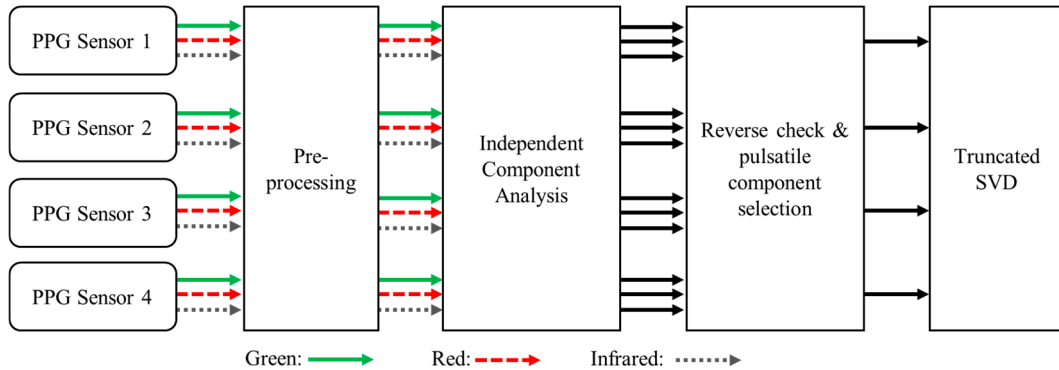 PPG Sensor 1
PPG Sensor 2
PPG Sensor 3
PPG Sensor 4
Pre-
processing
Independent
Component
Analysis
Reverse check &
pulsatile
component
selection
Truncated
SVD
Green:
Red:
Infrared: